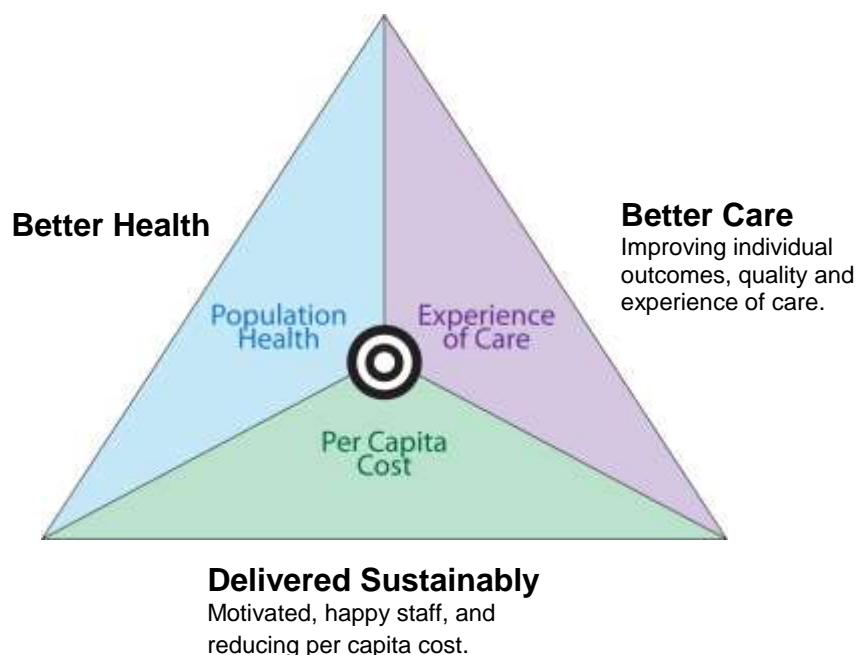 Better Health
Better Care
Improving individual
outcomes, quality and
experience of care.
Population
Health
Experience
of Care
Per Capita
Cost
Delivered Sustainably
Motivated, happy staff, and
reducing per capita cost.